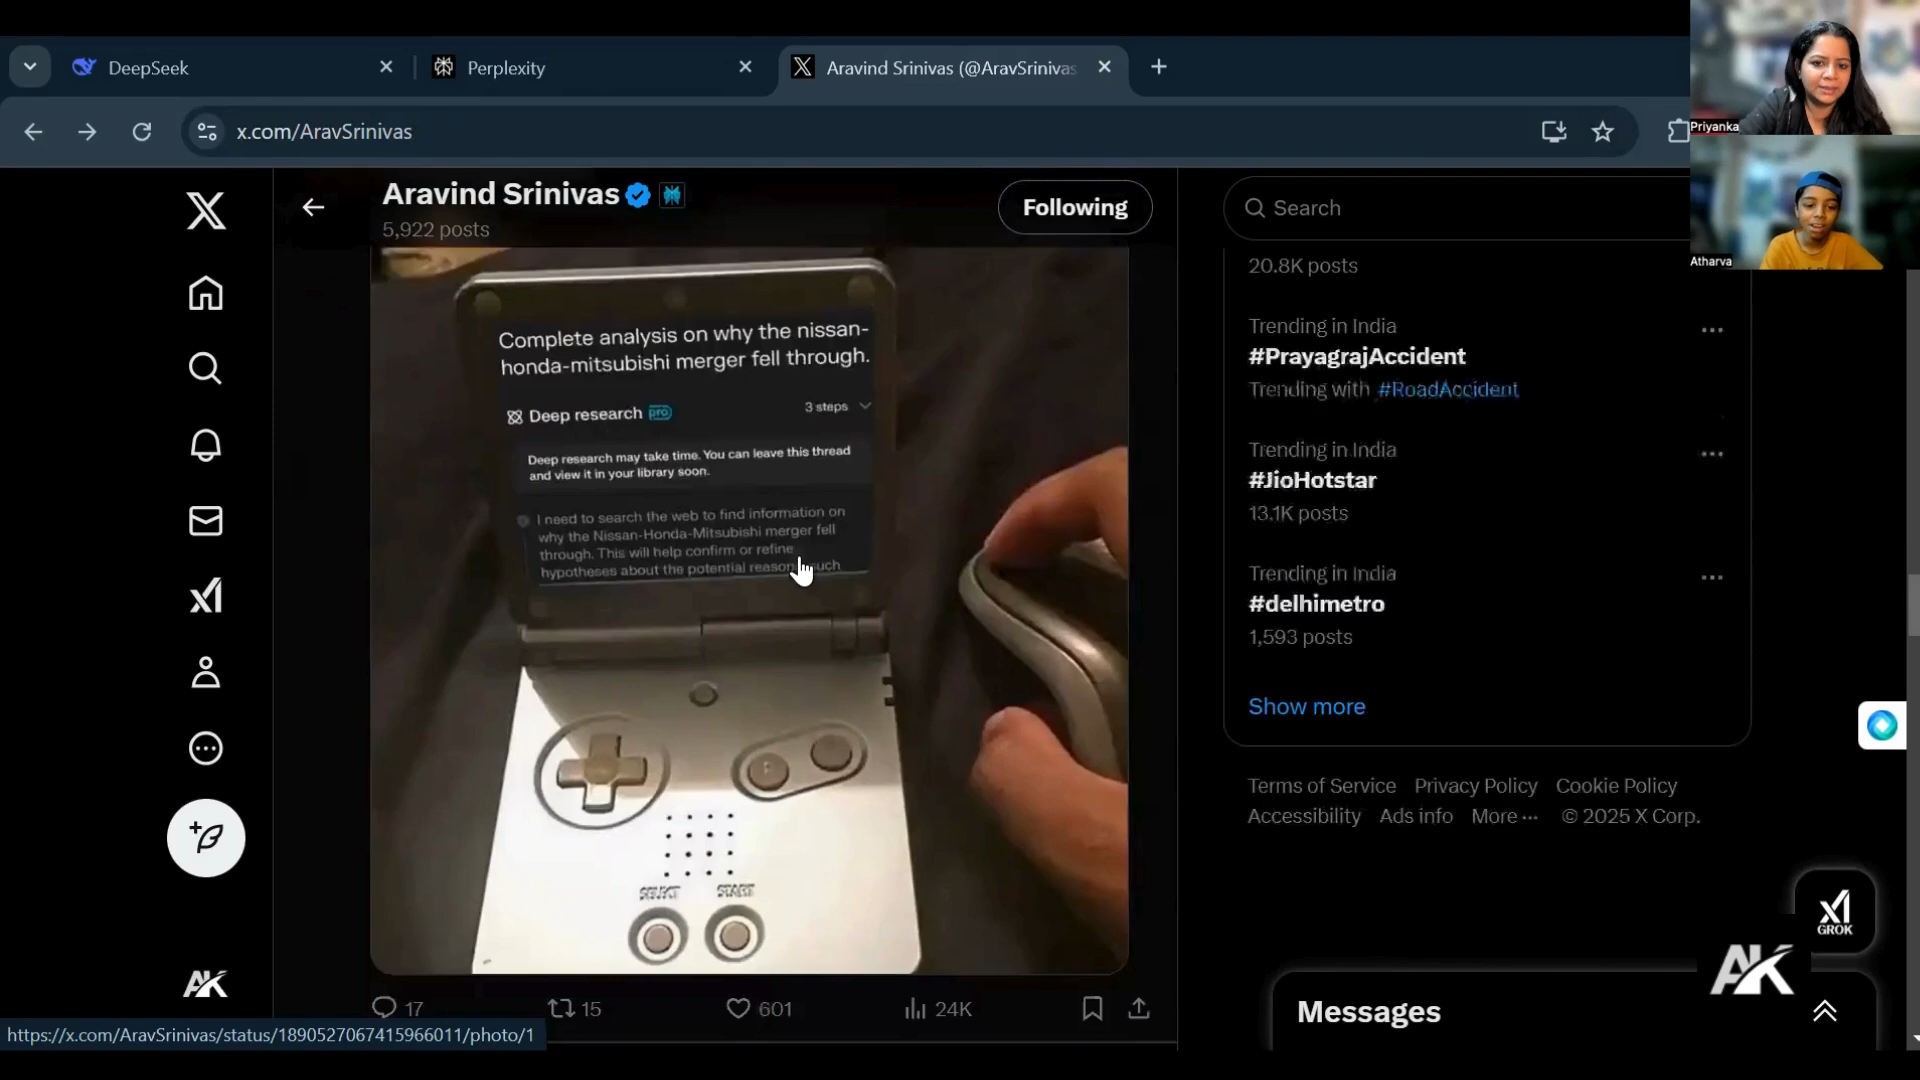 DeepSeek
Perplexity
Aravind Srinivas (@AravSrinivas
x.com/AravSrinivas
Priyanka
Atharva
Aravind Srinivas
5,922 posts
Following
Search
Complete analysis on why the nissan-
honda-mitsubishi merger fell through.
Deep research pro
3 steps
Deep research may take time. You can leave this thread
and view it in your library soon.
I need to search the web to find information on
why the Nissan-Honda-Mitsubishi merger fell
through. This will help confirm or refine
hypotheses about the potential reason such
SELECT START
17
15
601
24K
20.8K posts
Trending in India
#PrayagrajAccident
Trending with #RoadAccident
Trending in India
#JioHotstar
13.1K posts
Trending in India
#delhimetro
1,593 posts
Show more
Terms of Service Privacy Policy Cookie Policy
Accessibility Ads info More ··· © 2025 X Corp.
GROK
AK
AK
Messages
https://x.com/AravSrinivas/status/1890527067415966011/photo/1